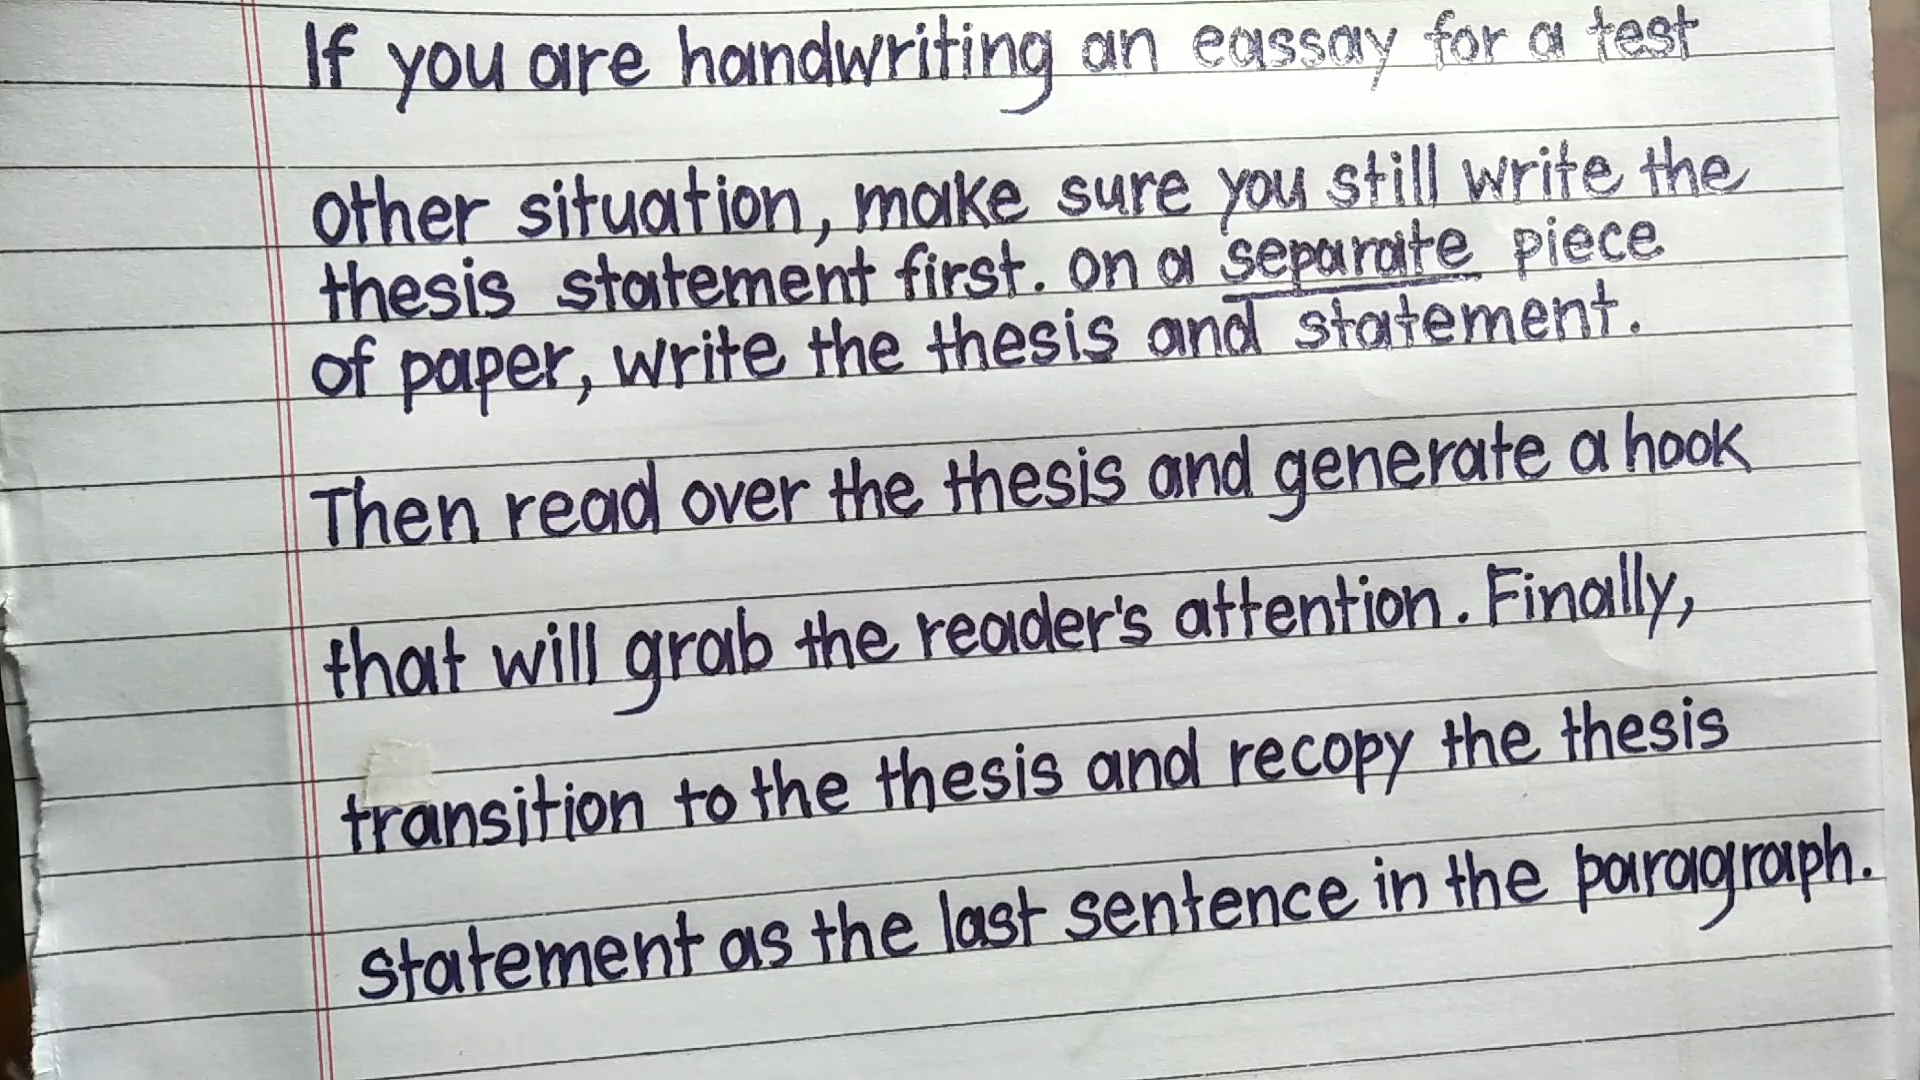 If you are handwriting an eassay for a test
other situation, make sure you still write the
thesis statement first. on a separate piece
of paper, write the thesis and statement.
Then read over the thesis and generate a hook
that will grab the reader's attention. Finally,
transition to the thesis and recopy the thesis
statement as the last sentence in the paragraph.